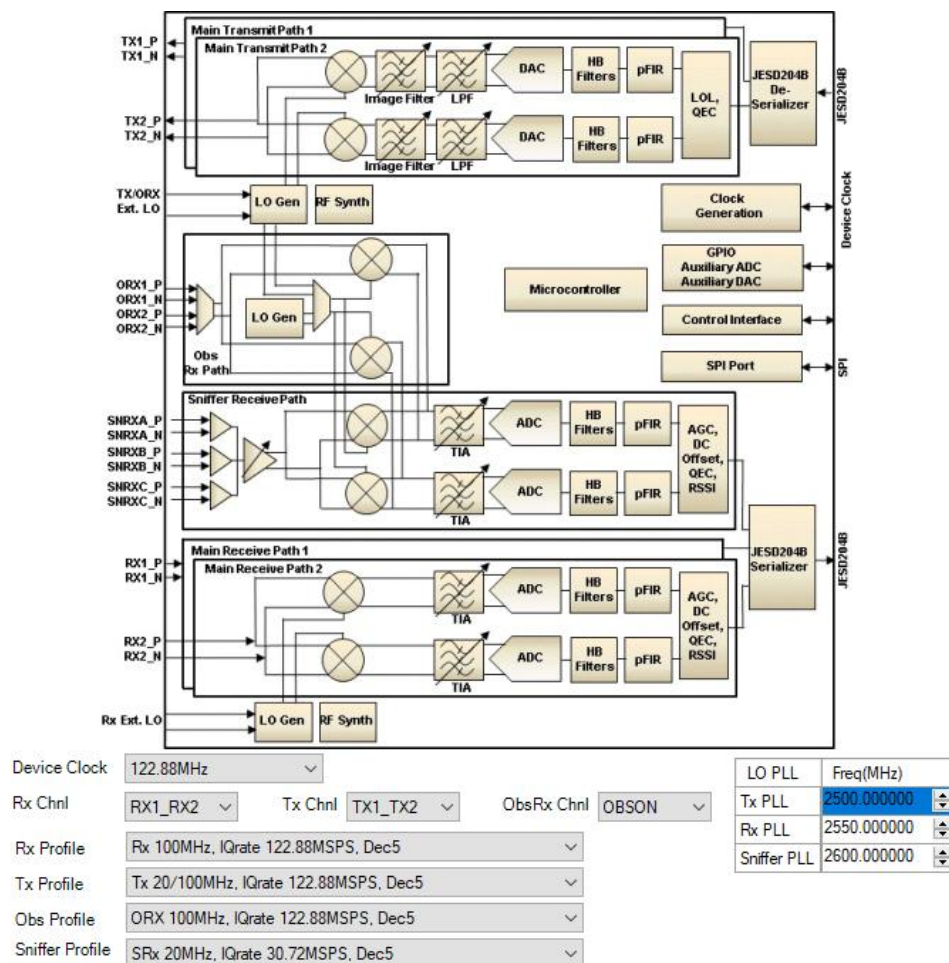 Main Transmit Path 1
TX1_P
TX1_N
Main Transmit Path 2
TX2_P
TX2_N
Image Filter
LPF
DAC
HB Filters
pFIR
Image Filter
LPF
DAC
HB Filters
pFIR
LOL, QEC
JESD204B De-Serializer
JESD204B
TX/ORX
Ext. LO
LO Gen
RF Synth
Clock Generation
Device Clock
GPIO
Auxiliary ADC
Auxiliary DAC
Microcontroller
Control Interface
SPI Port
SPI
ORX1_P
ORX1_N
ORX2_P
ORX2_N
LO Gen
Obs
Rx Path
Sniffer Receive Path
SNRXA_P
SNRXA_N
SNRXB_P
SNRXB_N
SNRXC_P
SNRXC_N
TIA
ADC
HB Filters
pFIR
TIA
ADC
HB Filters
pFIR
AGC,
DC
Offset,
QEC,
RSSI
JESD204B Serializer
JESD204B
Main Receive Path 1
RX1_P
RX1_N
Main Receive Path 2
RX2_P
RX2_N
TIA
ADC
HB Filters
pFIR
TIA
ADC
HB Filters
pFIR
AGC,
DC
Offset,
QEC,
RSSI
Rx Ext. LO
LO Gen
RF Synth
Device Clock 122.88MHz
Rx Chnl RX1_RX2 Tx Chnl TX1_TX2 ObsRx Chnl OBSON
Rx Profile Rx 100MHz, IQrate 122.88MSPS, Dec5
Tx Profile Tx 20/100MHz, IQrate 122.88MSPS, Dec5
Obs Profile ORX 100MHz, IQrate 122.88MSPS, Dec5
Sniffer Profile SRx 20MHz, IQrate 30.72MSPS, Dec5
LO PLL Freq(MHz)
Tx PLL 2500.000000
Rx PLL 2550.000000
Sniffer PLL 2600.000000